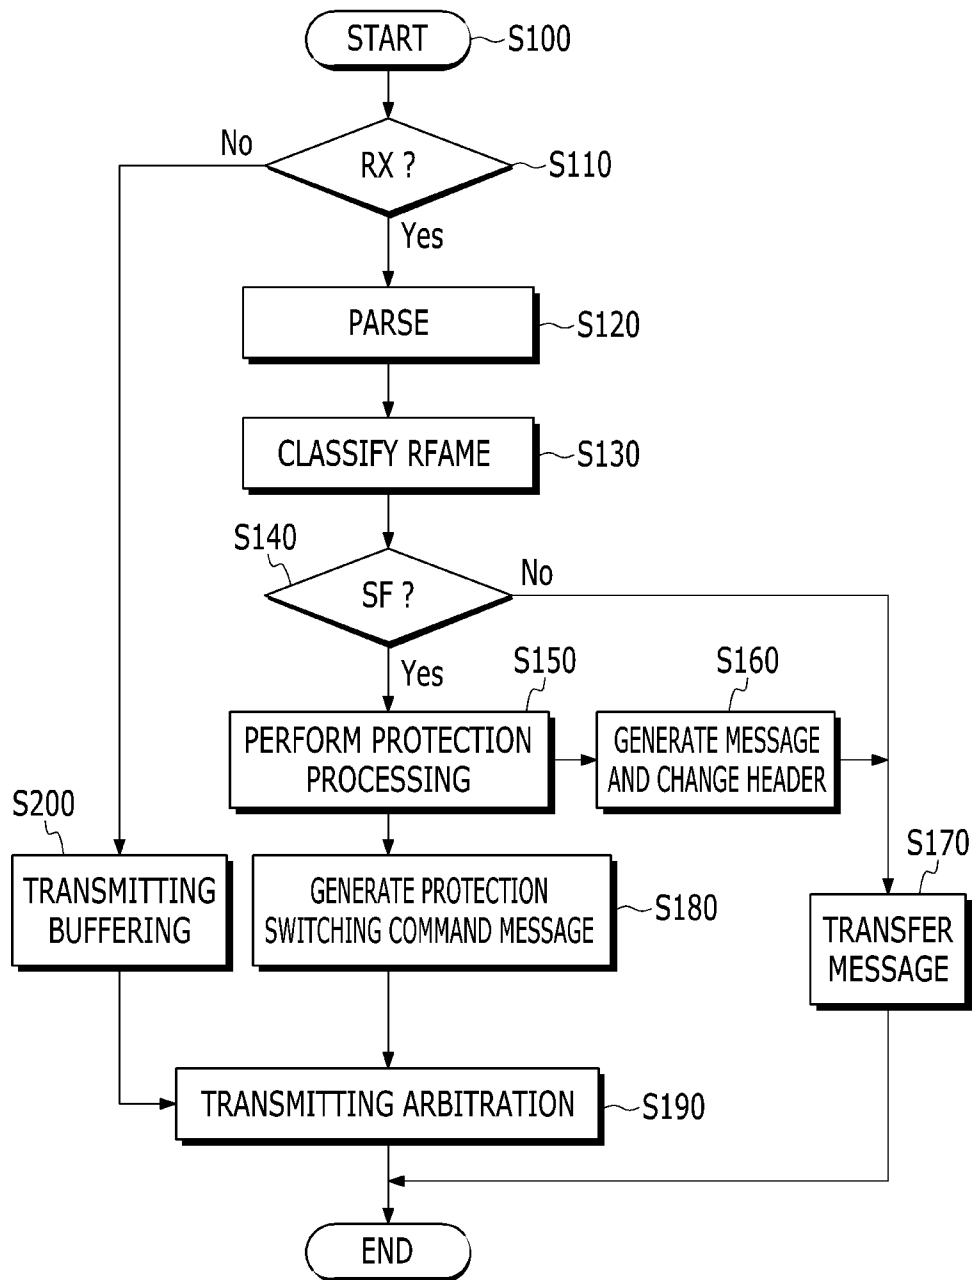 START
S100
No
RX ?
S110
Yes
PARSE
S120
CLASSIFY RFAME
S130
S140
SF ?
No
Yes
S150
S160
PERFORM PROTECTION
PROCESSING
GENERATE MESSAGE
AND CHANGE HEADER
S200
TRANSMITTING
BUFFERING
GENERATE PROTECTION
SWITCHING COMMAND MESSAGE
S180
S170
TRANSFER
MESSAGE
TRANSMITTING ARBITRATION
S190
END